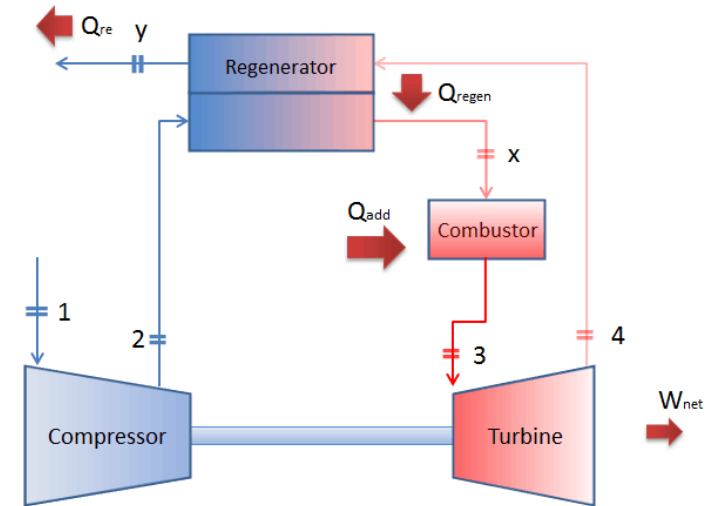 Qre
y
Regenerator
Qregen
x
Qadd
Combustor
1
2
3
4
Wnet
Compressor
Turbine